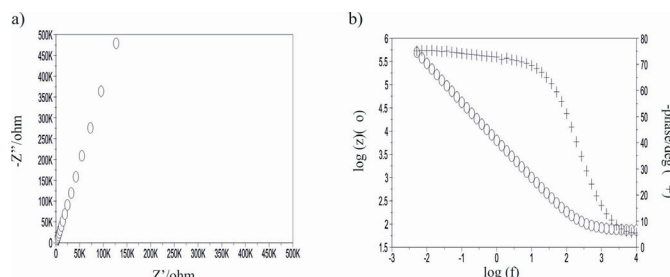 a)
500K
450K
400K
350K
300K
250K
200K
150K
100K
50K
0
-Z''/ohm
0 25K 50K 100K 150K 200K 250K 300K 350K 400K 450K 500K
Z'/ohm
b)
6
5.5
5
4.5
4
3.5
3
2.5
2
1.5
log (z)( o)
80
70
60
50
40
30
20
10
0
-phase/deg ( +)
-3 -2 -1 0 1 2 3 4
log (f)